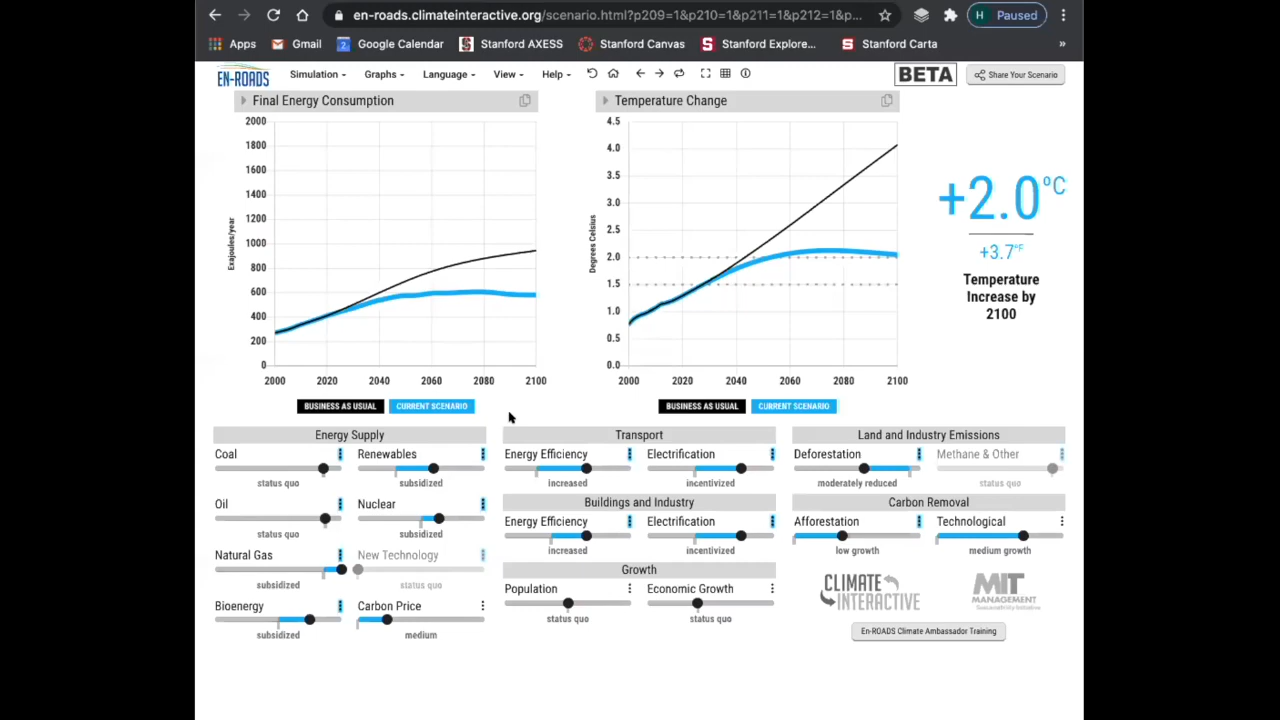 en-roads.climateinteractive.org/scenario.html?p209=1&p210=1&p211=1&p212=1&p...
H Paused
Apps Gmail Google Calendar Stanford AXESS Stanford Canvas Stanford Explore... Stanford Carta »
EN-ROADS Simulation Graphs Language View Help BETA Share Your Scenario
Final Energy Consumption
Exajoules/year
2000
1800
1600
1400
1200
1000
800
600
400
200
0
2000 2020 2040 2060 2080 2100
BUSINESS AS USUAL CURRENT SCENARIO
Temperature Change
Degrees Celsius
4.5
4.0
3.5
3.0
2.5
2.0
1.5
1.0
0.5
0.0
2000 2020 2040 2060 2080 2100
BUSINESS AS USUAL CURRENT SCENARIO
+2.0°C
+3.7°F
Temperature
Increase by
2100
Energy Supply
Coal
status quo
Renewables
subsidized
Oil
status quo
Nuclear
subsidized
Natural Gas
subsidized
New Technology
status quo
Bioenergy
subsidized
Carbon Price
medium
Transport
Energy Efficiency
increased
Electrification
incentivized
Buildings and Industry
Energy Efficiency
increased
Electrification
incentivized
Growth
Population
status quo
Economic Growth
status quo
Land and Industry Emissions
Deforestation
moderately reduced
Methane & Other
status quo
Carbon Removal
Afforestation
low growth
Technological
medium growth
CLIMATE
INTERACTIVE
MIT
MANAGEMENT
Sustainability Initiative
En-ROADS Climate Ambassador Training